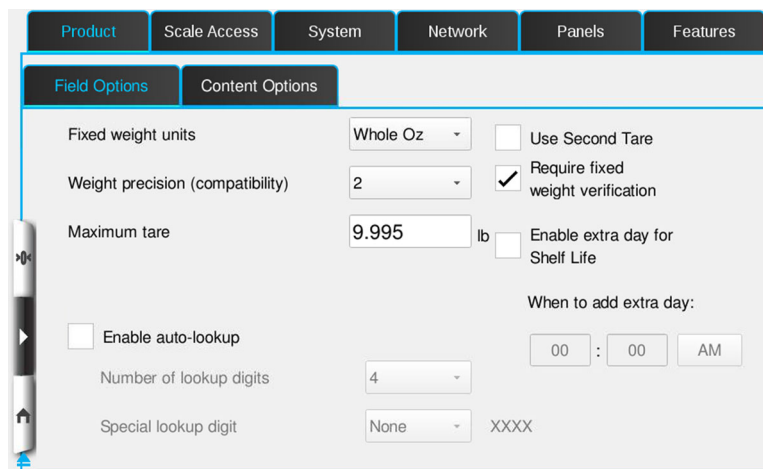 Product Scale Access System Network Panels Features
Field Options Content Options
Fixed weight units Whole Oz Use Second Tare
Weight precision (compatibility) 2 Require fixed
weight verification
Maximum tare 9.995 lb Enable extra day for
Shelf Life
When to add extra day:
Enable auto-lookup 00 : 00 AM
Number of lookup digits 4
Special lookup digit None XXXX
>0<